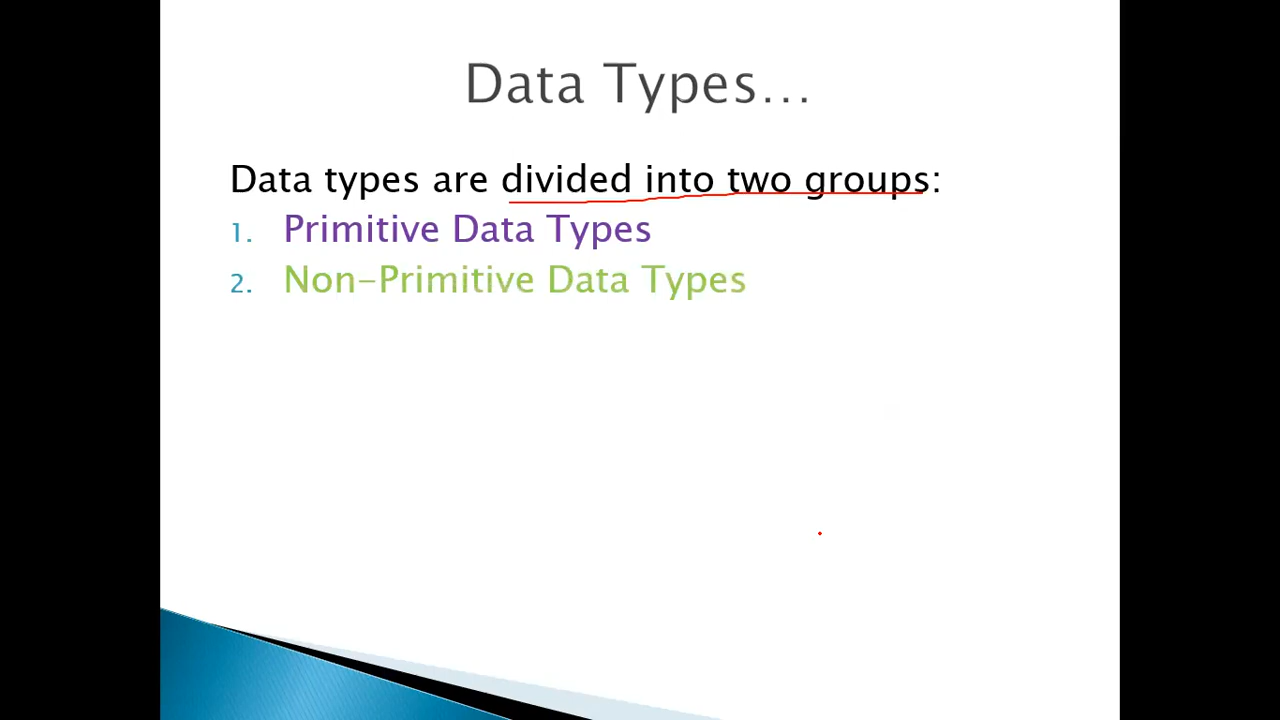 Data Types...
Data types are divided into two groups:
1. Primitive Data Types
2. Non-Primitive Data Types